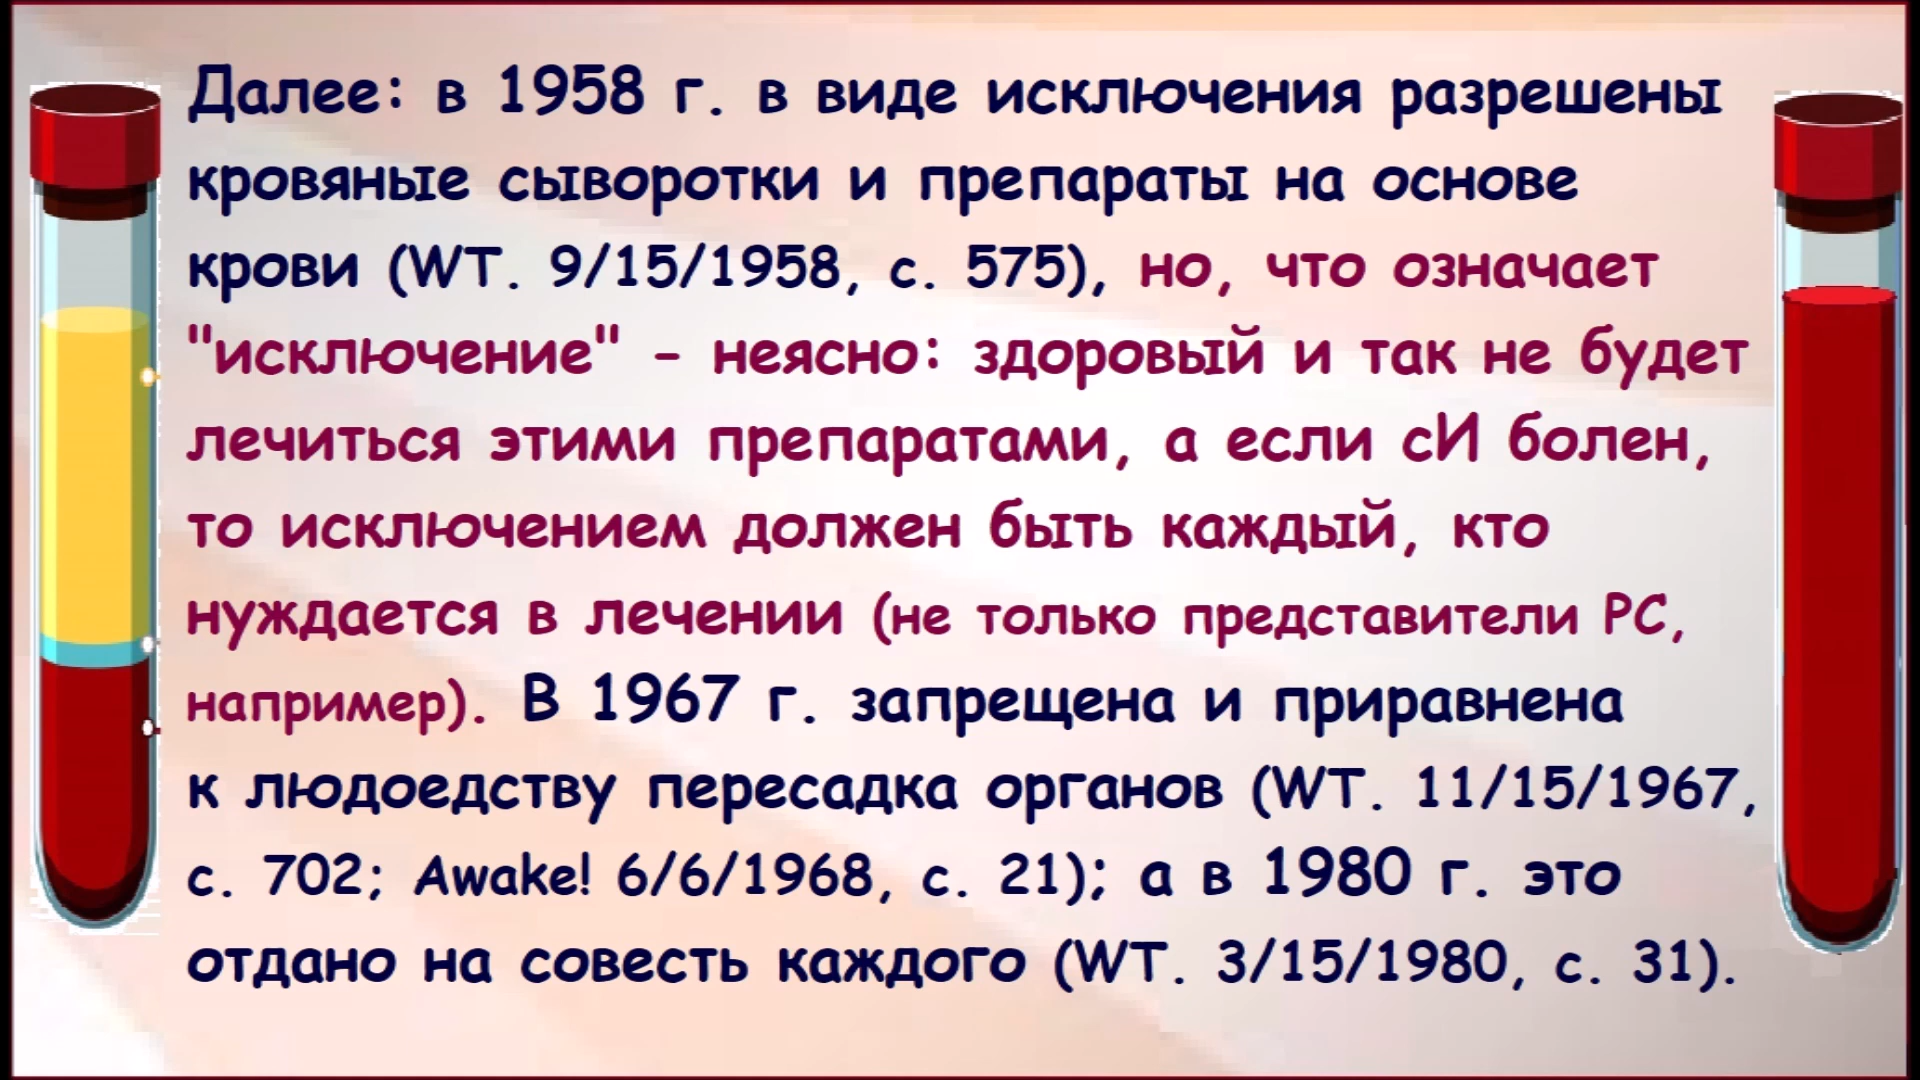 Далее: в 1958 г. в виде исключения разрешены
кровяные сыворотки и препараты на основе
крови (WT. 9/15/1958, с. 575), но, что означает
"исключение" - неясно: здоровый и так не будет
лечиться этими препаратами, а если сИ болен,
то исключением должен быть каждый, кто
нуждается в лечении (не только представители РС,
например). В 1967 г. запрещена и приравнена
к людоедству пересадка органов (WT. 11/15/1967,
с. 702; Awake! 6/6/1968, с. 21); а в 1980 г. это
отдано на совесть каждого (WT. 3/15/1980, с. 31).